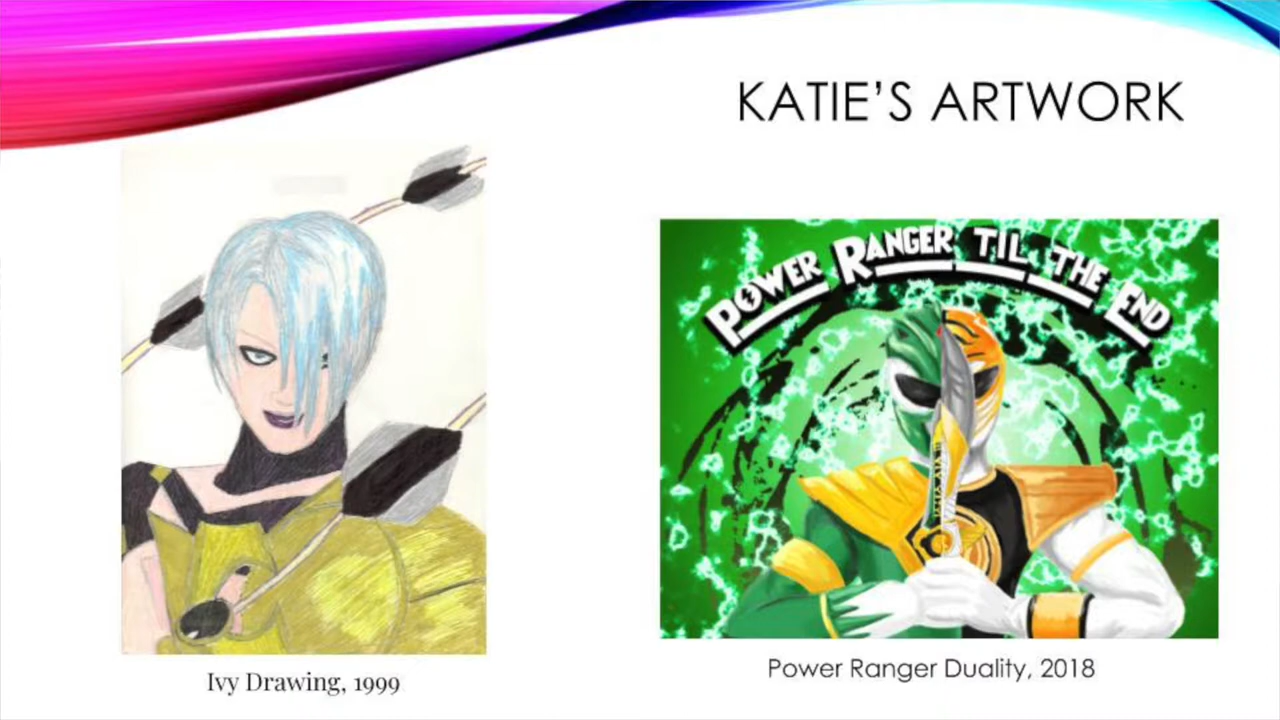 KATIE'S ARTWORK
POWER RANGER TIL THE END
Ivy Drawing, 1999
Power Ranger Duality, 2018